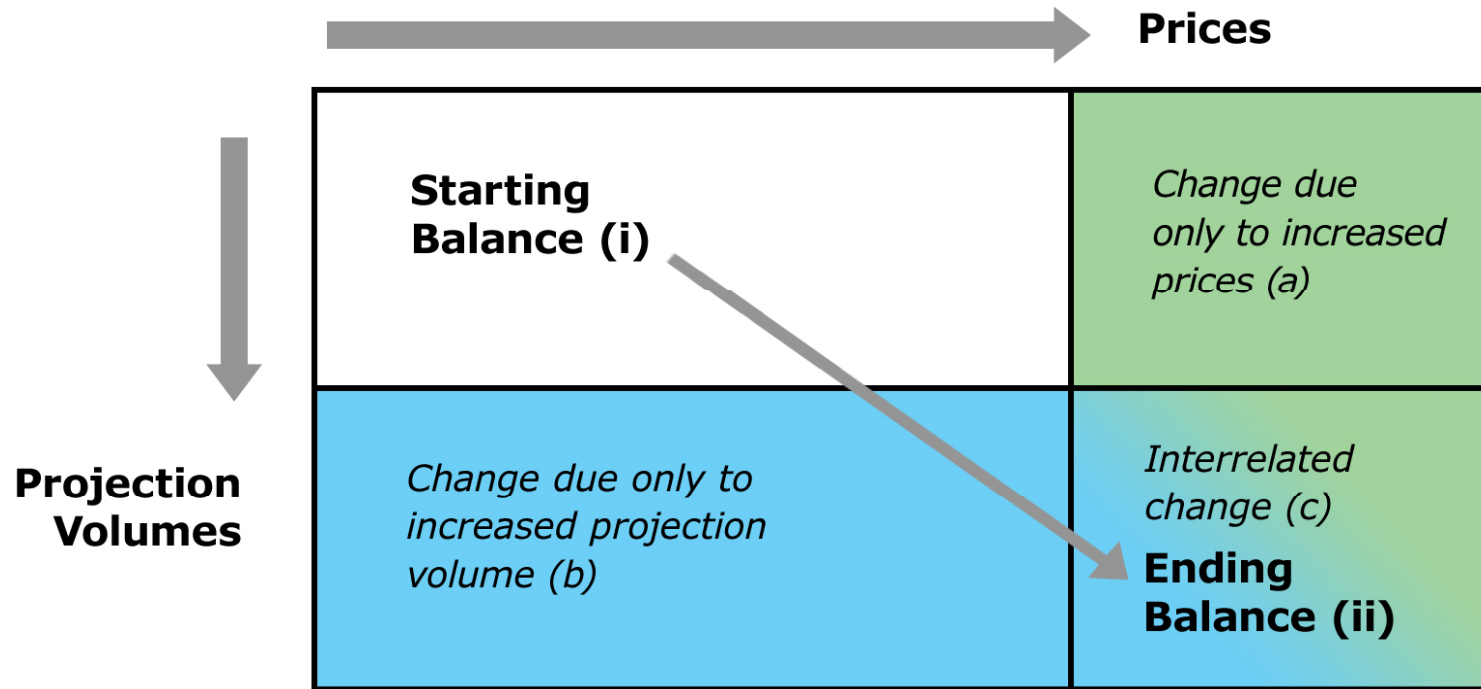 Prices
Starting
Balance (i)
Change due
only to increased
prices (a)
Projection
Volumes
Change due only to
increased projection
volume (b)
Interrelated
change (c)
Ending
Balance (ii)